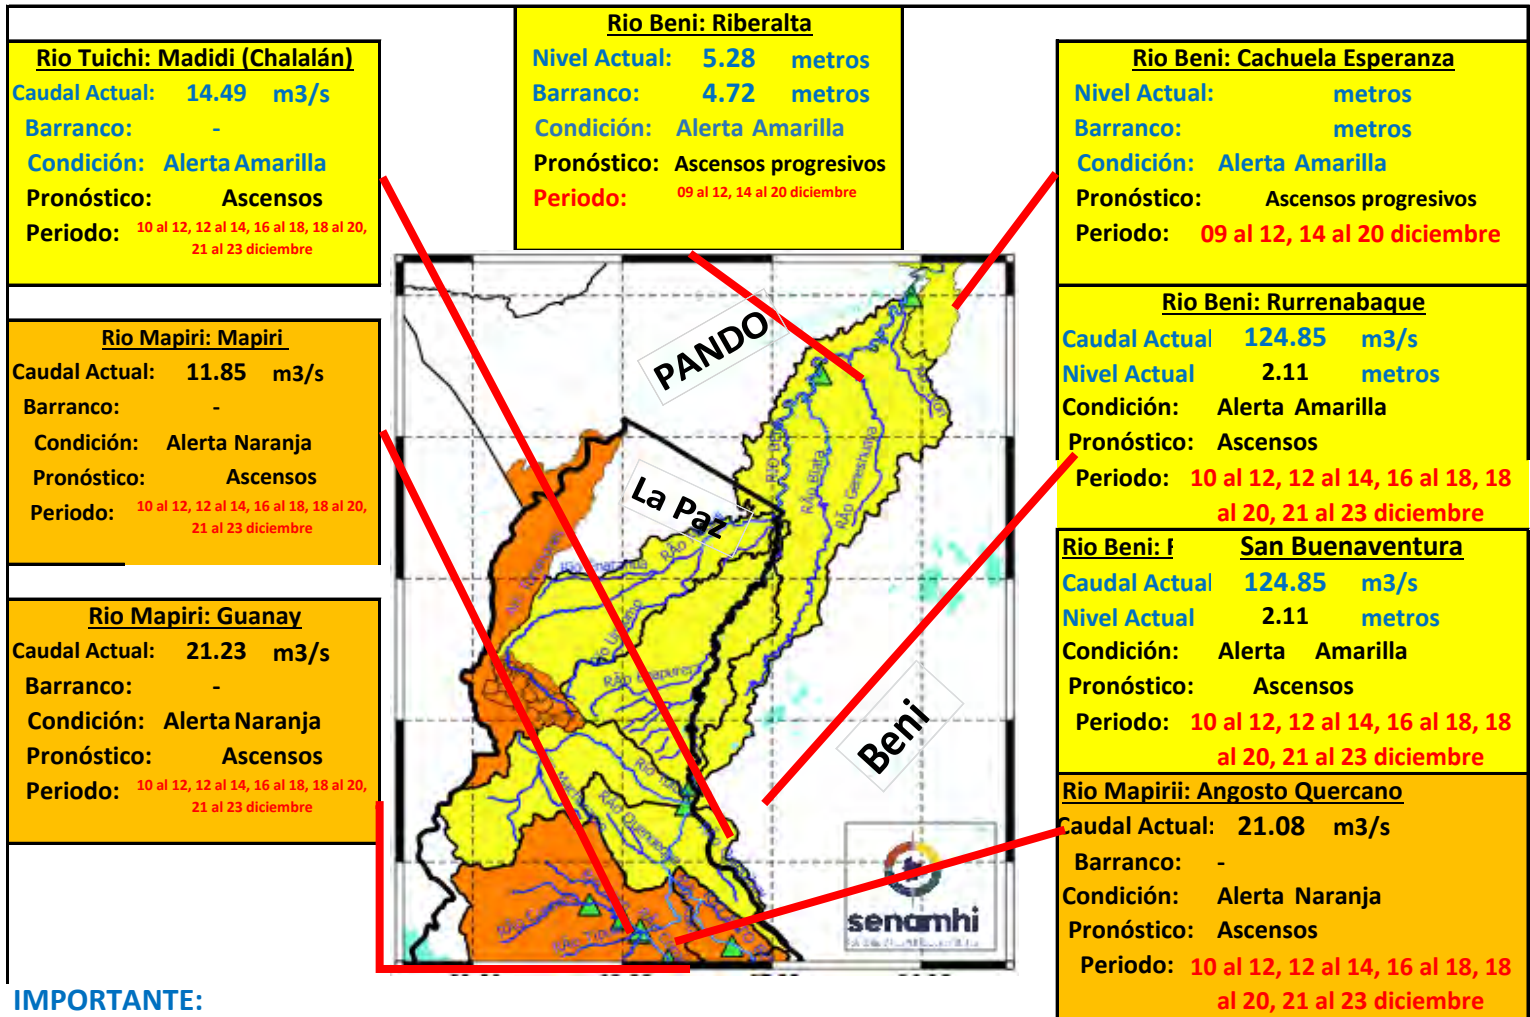 Rio Beni: Riberalta
Nivel Actual: 5.28 metros
Barranco: 4.72 metros
Condición: Alerta Amarilla
Pronóstico: Ascensos progresivos
Periodo: 09 al 12, 14 al 20 diciembre
Rio Tuichi: Madidi (Chalalán)
Caudal Actual: 14.49 m3/s
Barranco: -
Condición: Alerta Amarilla
Pronóstico: Ascensos
Periodo: 10 al 12, 12 al 14, 16 al 18, 18 al 20,
21 al 23 diciembre
Rio Mapiri: Mapiri
Caudal Actual: 11.85 m3/s
Barranco: -
Condición: Alerta Naranja
Pronóstico: Ascensos
Periodo: 10 al 12, 12 al 14, 16 al 18, 18 al 20,
21 al 23 diciembre
Rio Mapiri: Guanay
Caudal Actual: 21.23 m3/s
Barranco: -
Condición: Alerta Naranja
Pronóstico: Ascensos
Periodo: 10 al 12, 12 al 14, 16 al 18, 18 al 20,
21 al 23 diciembre
PANDO
La Paz
Beni
RÃo Biata
RÃo Geneshuaya
senamhi
Rio Beni: Cachuela Esperanza
Nivel Actual: metros
Barranco: metros
Condición: Alerta Amarilla
Pronóstico: Ascensos progresivos
Periodo: 09 al 12, 14 al 20 diciembre
Rio Beni: Rurrenabaque
Caudal Actual 124.85 m3/s
Nivel Actual 2.11 metros
Condición: Alerta Amarilla
Pronóstico: Ascensos
Periodo: 10 al 12, 12 al 14, 16 al 18, 18
al 20, 21 al 23 diciembre
Rio Beni: San Buenaventura
Caudal Actual 124.85 m3/s
Nivel Actual 2.11 metros
Condición: Alerta Amarilla
Pronóstico: Ascensos
Periodo: 10 al 12, 12 al 14, 16 al 18, 18
al 20, 21 al 23 diciembre
Rio Mapirii: Angosto Quercano
Caudal Actual: 21.08 m3/s
Barranco: -
Condición: Alerta Naranja
Pronóstico: Ascensos
Periodo: 10 al 12, 12 al 14, 16 al 18, 18
al 20, 21 al 23 diciembre
IMPORTANTE: